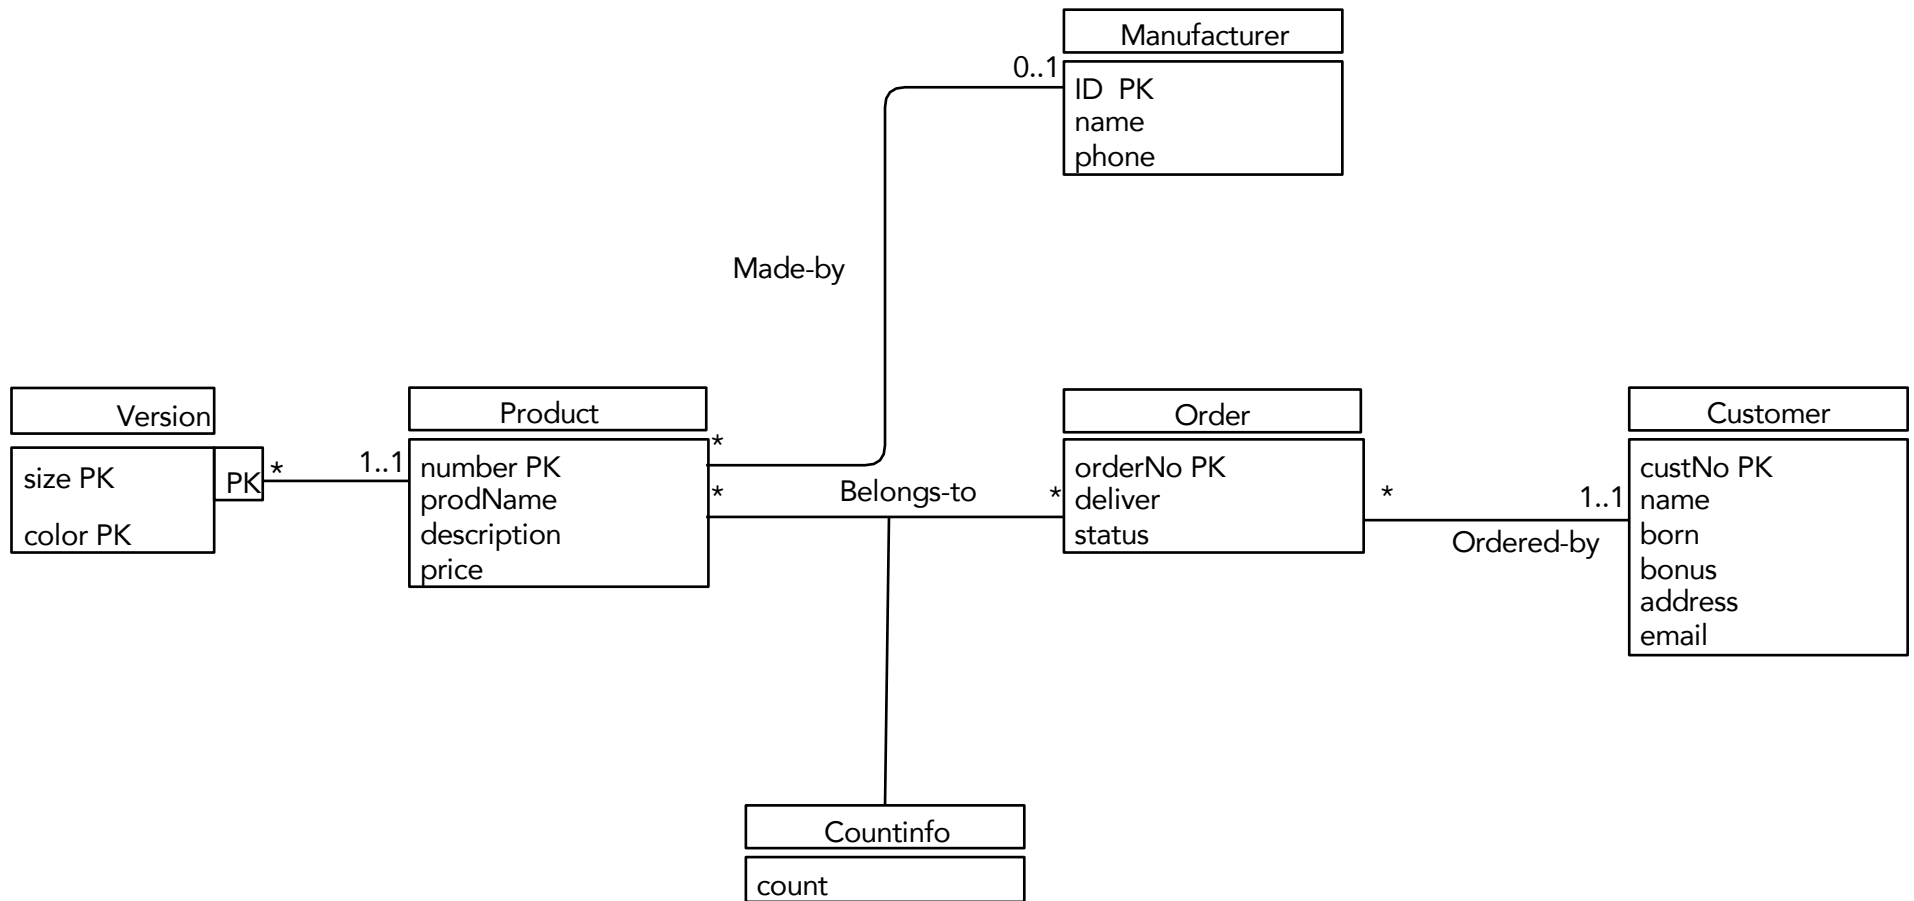 Manufacturer
0..1
ID PK
name
phone
Made-by
Version
size PK
color PK
PK
*
1..1
Product
number PK
prodName
description
price
*
*
Belongs-to
*
Order
orderNo PK
deliver
status
*
1..1
Ordered-by
Customer
custNo PK
name
born
bonus
address
email
Countinfo
count